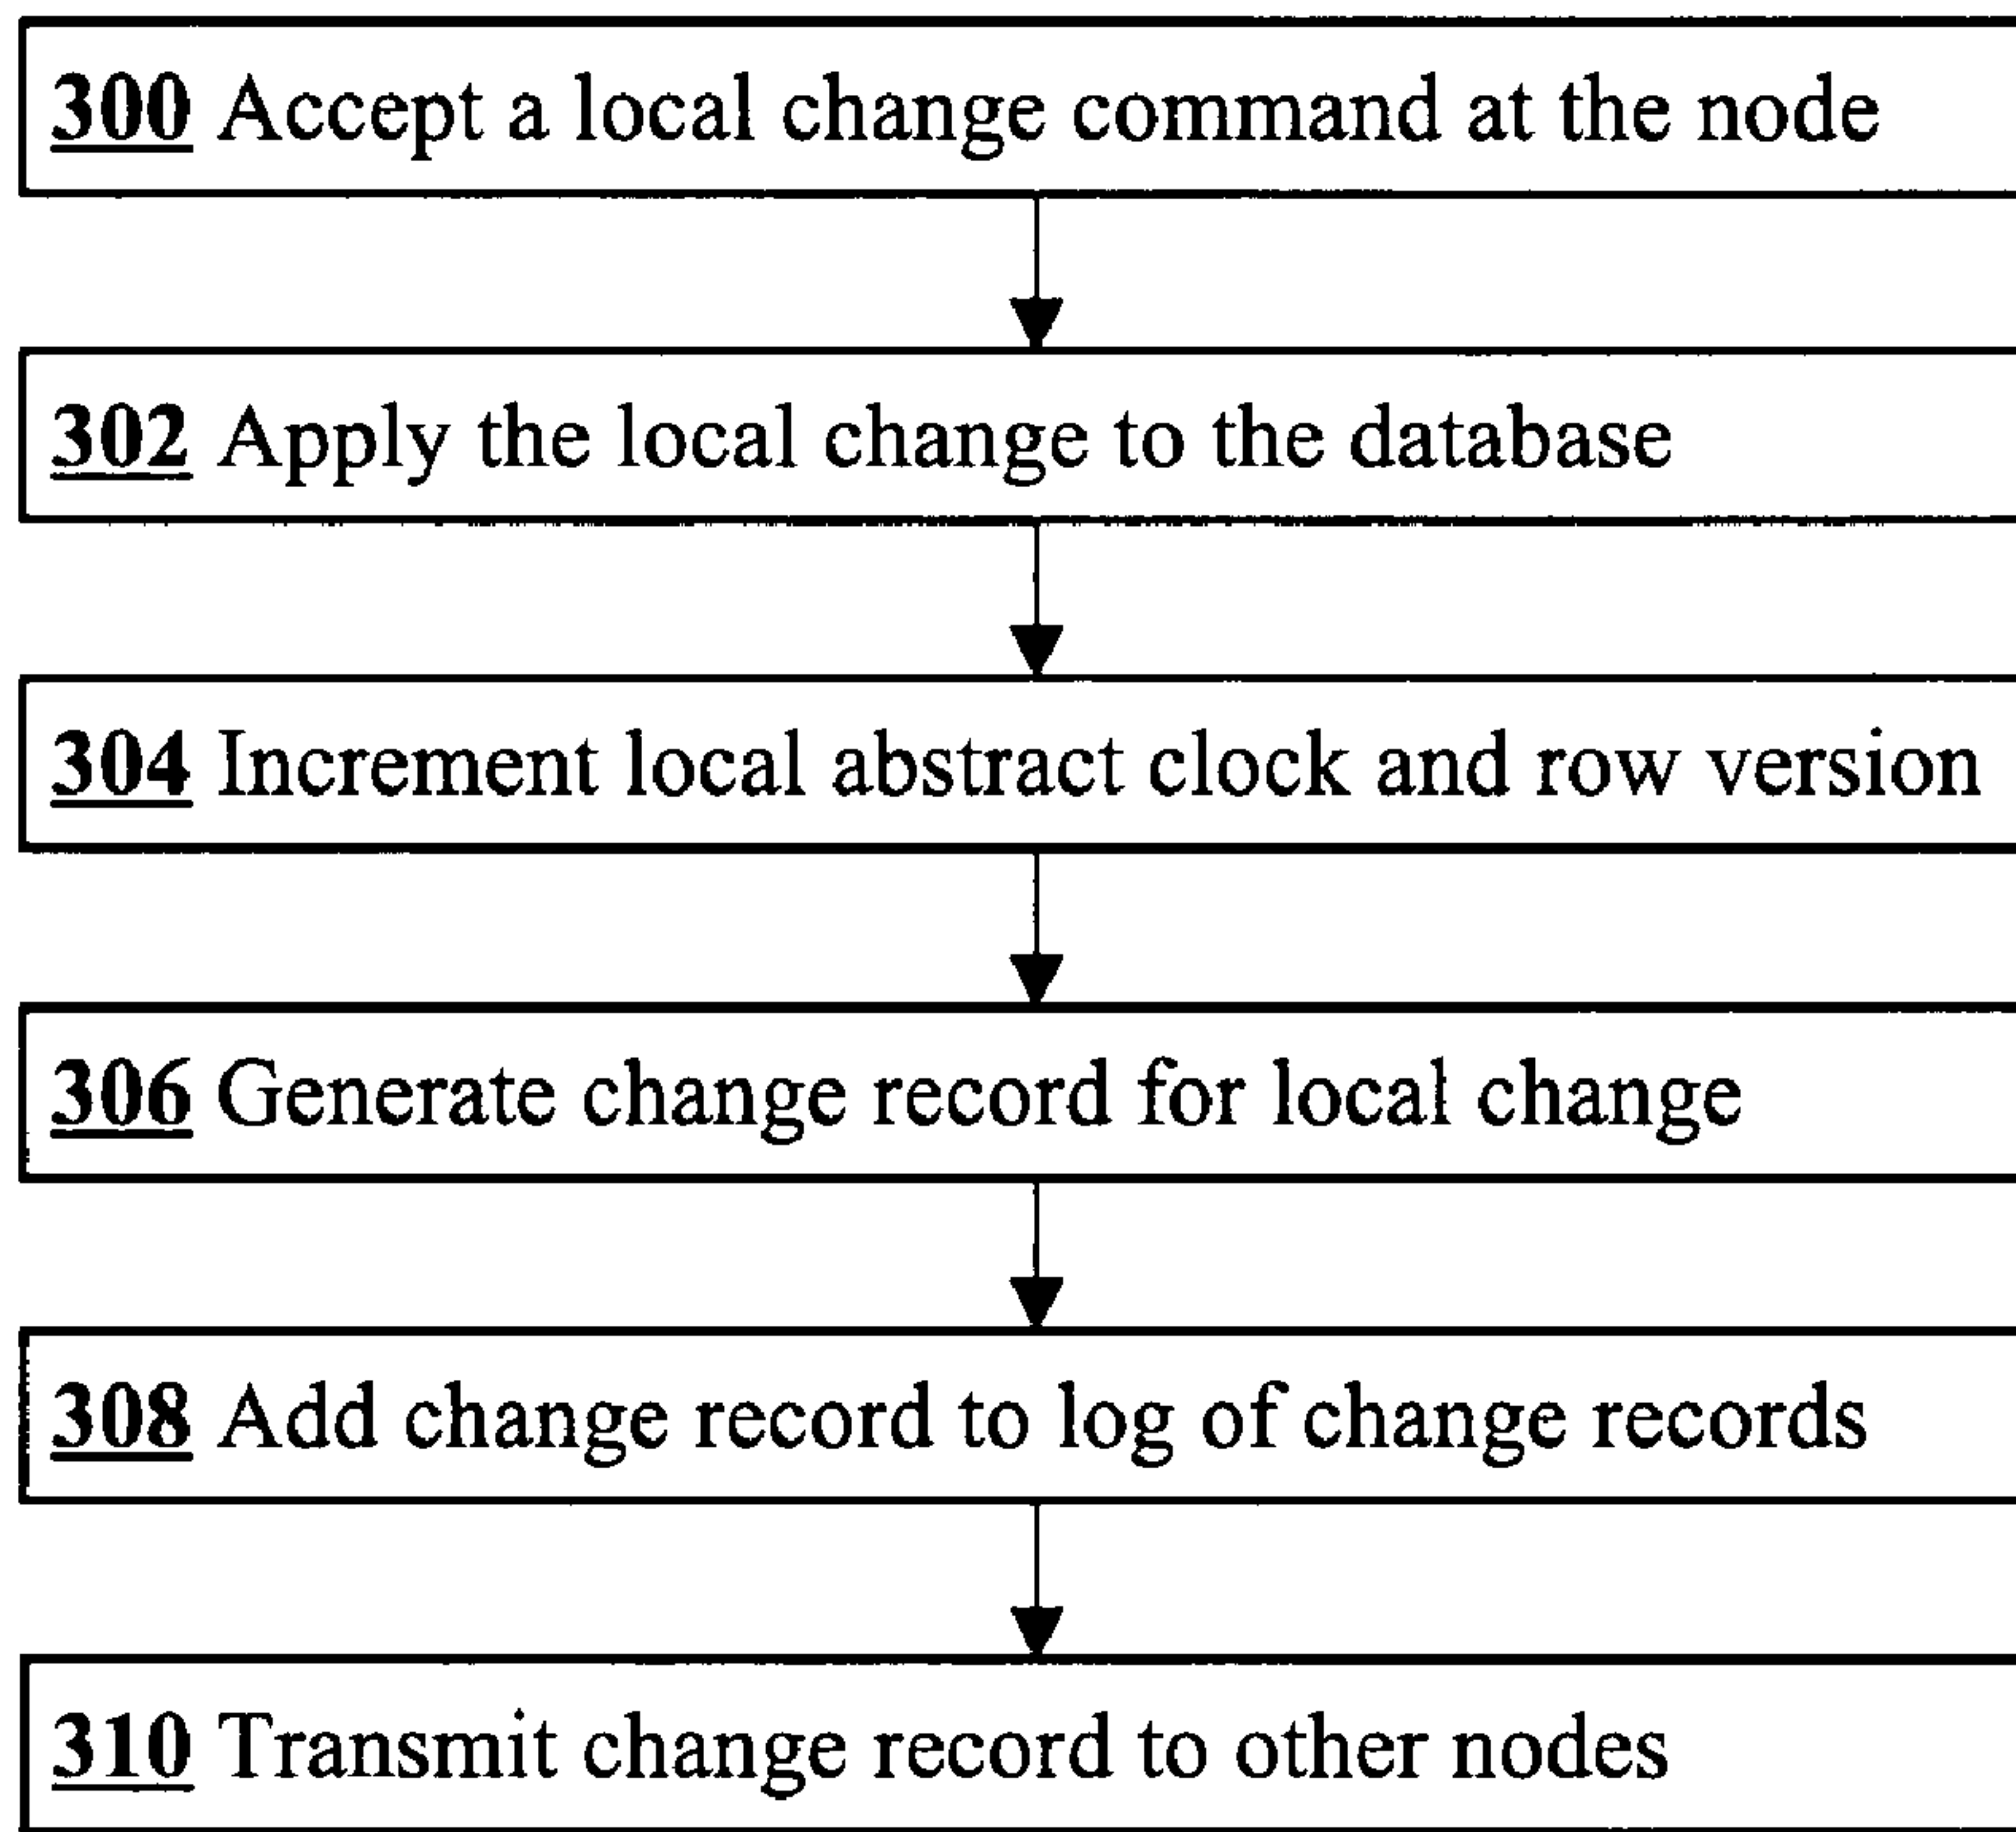 300 Accept a local change command at the node
302 Apply the local change to the database
304 Increment local abstract clock and row version
306 Generate change record for local change
308 Add change record to log of change records
310 Transmit change record to other nodes